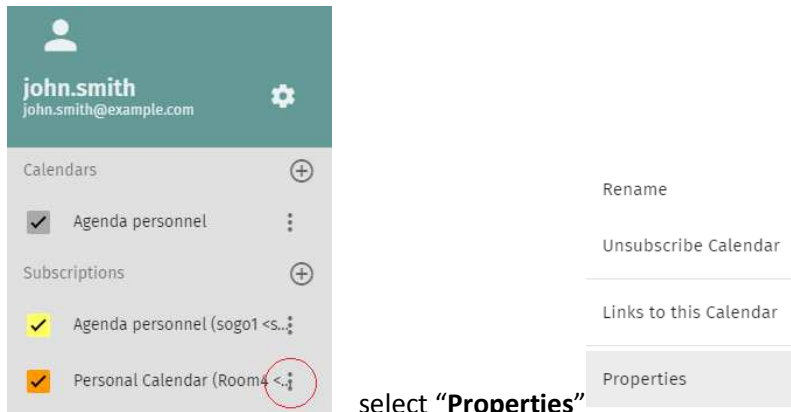 john.smith
john.smith@example.com
Calendars
Agenda personnel
Subscriptions
Agenda personnel (sogo1 <s...
Personal Calendar (Room4 <...
select “Properties”
Rename
Unsubscribe Calendar
Links to this Calendar
Properties